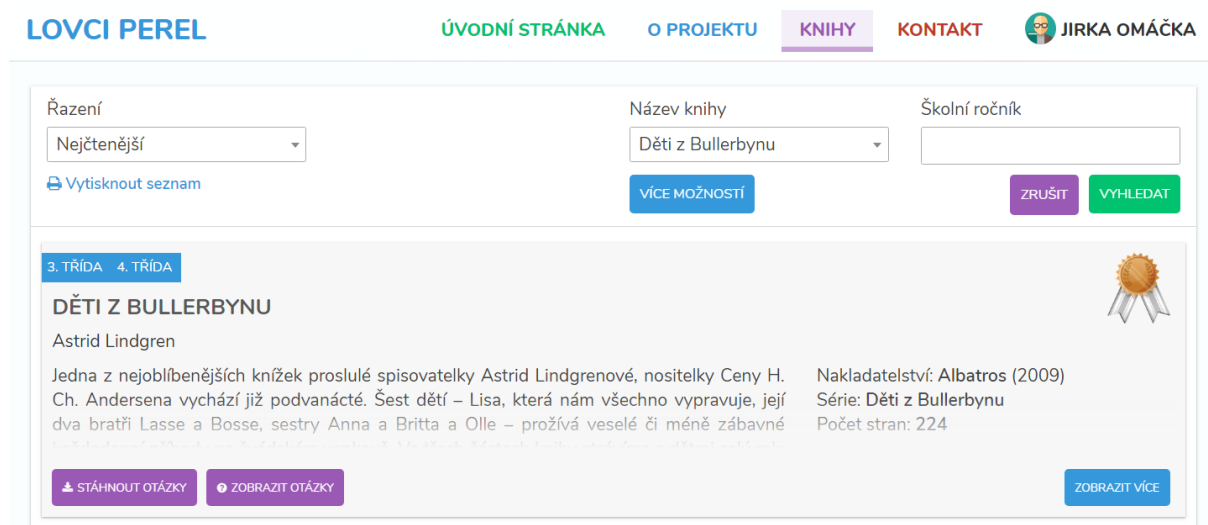 LOVCI PEREL
ÚVODNÍ STRÁNKA
O PROJEKTU
KNIHY
KONTAKT
JIRKA OMÁČKA
Řazení
Název knihy
Školní ročník
Nejčtenější
Děti z Bullerbynu
Vytisknout seznam
VÍCE MOŽNOSTÍ
ZRUŠIT
VYHLEDAT
3. TŘÍDA 4. TŘÍDA
DĚTI Z BULLERBYNU
Astrid Lindgren
Jedna z nejoblíbenějších knížek proslulé spisovatelky Astrid Lindgrenové, nositelky Ceny H.
Ch. Andersena vychází již podvanácté. Šest dětí – Lisa, která nám všechno vypravuje, její
dva bratři Lasse a Bosse, sestry Anna a Britta a Olle – prožívá veselé či méně zábavné
Nakladatelství: Albatros (2009)
Série: Děti z Bullerbynu
Počet stran: 224
STÁHNOUT OTÁZKY
ZOBRAZIT OTÁZKY
ZOBRAZIT VÍCE